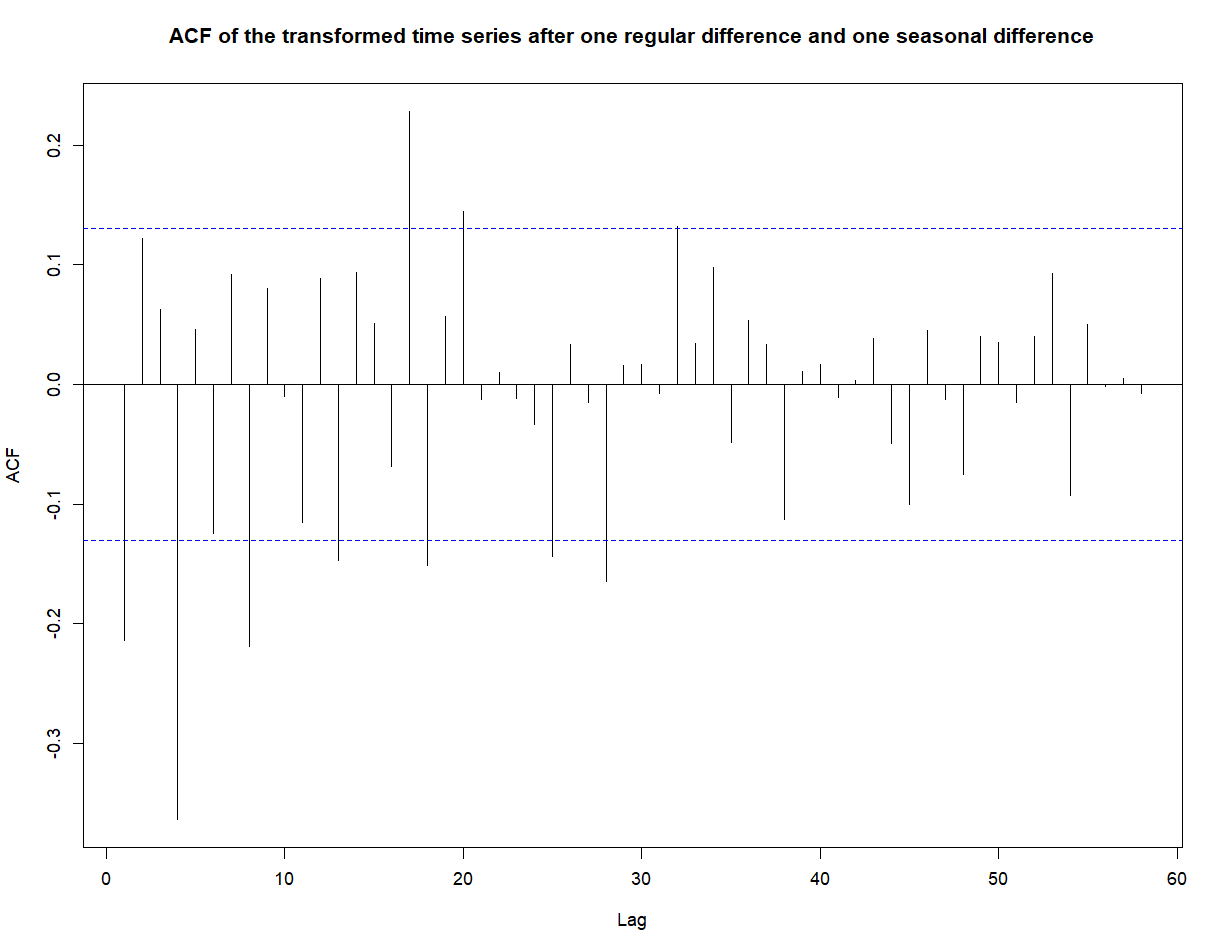 ACF of the transformed time series after one regular difference and one seasonal difference
ACF
0.2
0.1
0.0
-0.1
-0.2
-0.3
0 10 20 30 40 50 60
Lag